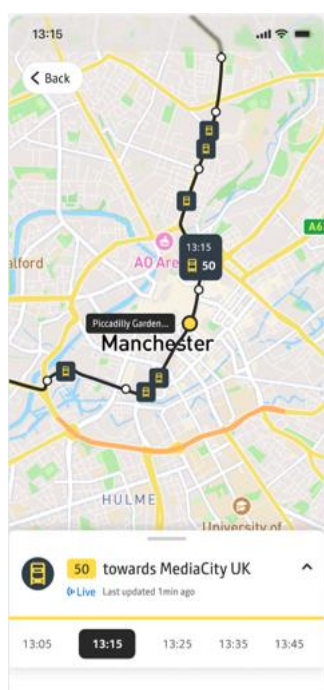 13:15
Back
A6
13:15
50
alford
AO Are
Piccadilly Garden...
Manchester
HULME
University of
50 towards MediaCity UK
Live Last updated 1min ago
13:05 13:15 13:25 13:35 13:45